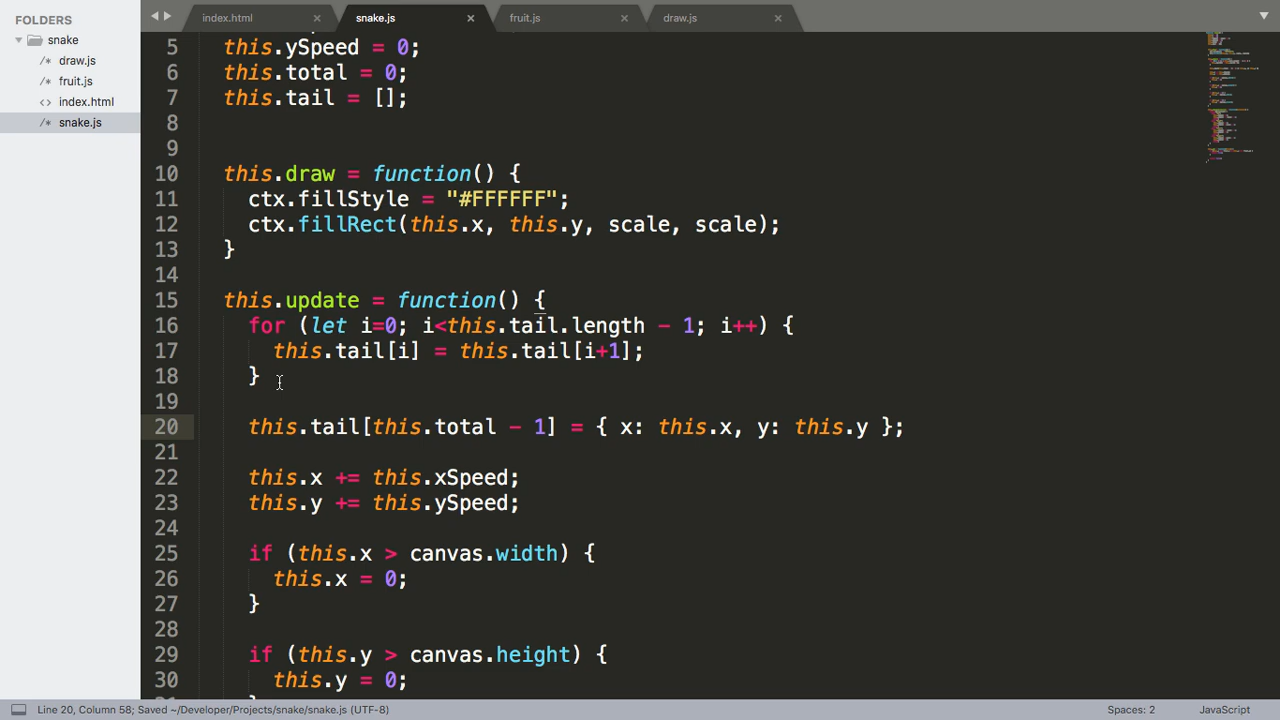 FOLDERS
snake
/* draw.js
/* fruit.js
<> index.html
/* snake.js
index.html × snake.js × fruit.js × draw.js ×
5 this.ySpeed = 0;
6 this.total = 0;
7 this.tail = [];
8
9
10 this.draw = function() {
11 ctx.fillStyle = "#FFFFFF";
12 ctx.fillRect(this.x, this.y, scale, scale);
13 }
14
15 this.update = function() {
16 for (let i=0; i<this.tail.length - 1; i++) {
17 this.tail[i] = this.tail[i+1];
18 }
19
20 this.tail[this.total - 1] = { x: this.x, y: this.y };
21
22 this.x += this.xSpeed;
23 this.y += this.ySpeed;
24
25 if (this.x > canvas.width) {
26 this.x = 0;
27 }
28
29 if (this.y > canvas.height) {
30 this.y = 0;
Line 20, Column 58; Saved ~/Developer/Projects/snake/snake.js (UTF-8) Spaces: 2 JavaScript